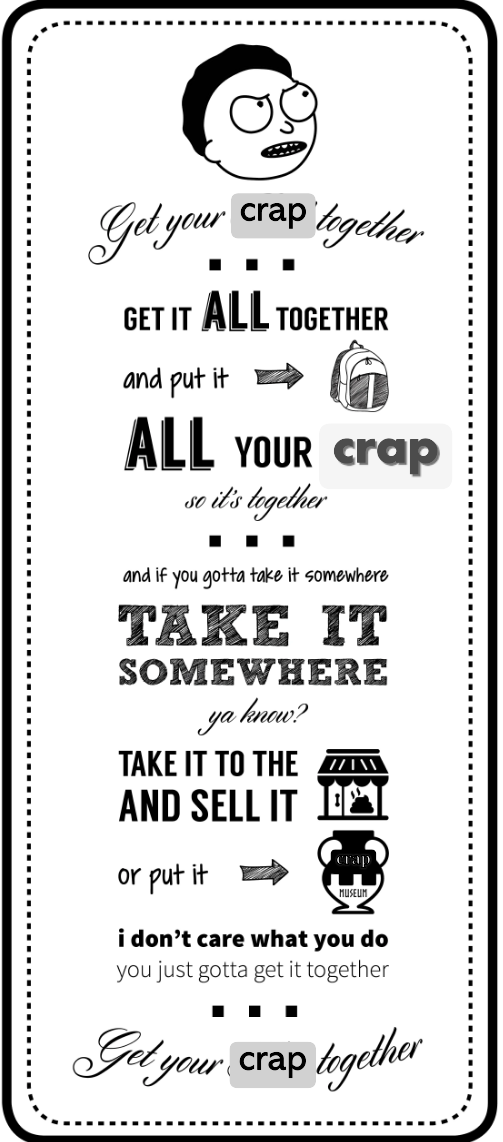 Get your crap together
GET IT ALL TOGETHER
and put it
ALL YOUR crap
so it's together
and if you gotta take it somewhere
TAKE IT
SOMEWHERE
ya know?
TAKE IT TO THE
AND SELL IT
or put it
crap
MUSEUM
i don't care what you do
you just gotta get it together
Get your crap together